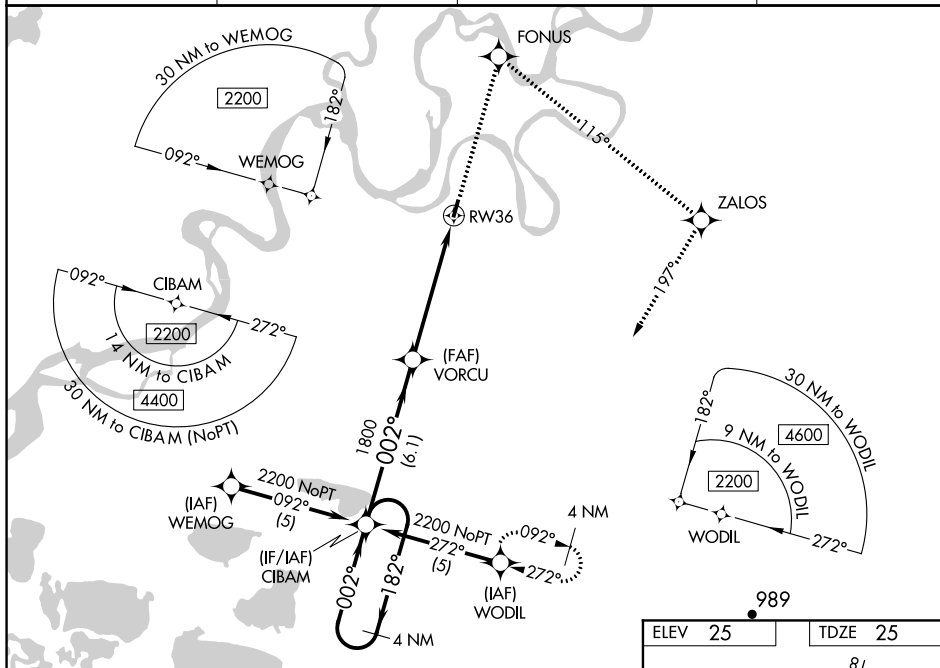 FONUS
30 NM to WEMOG
2200
182°
092°
WEMOG
115°
RW36
ZALOS
197°
092°
CIBAM
272°
2200
14 NM to CIBAM
4400
30 NM to CIBAM (NoPT)
(FAF)
VORCU
1800
002°
(6.1)
30 NM to WODIL
4600
182°
9 NM to WODIL
2200
WODIL
272°
(IAF)
WEMOG
2200 NoPT
092°
(5)
(IF/IAF)
CIBAM
2200 NoPT
272°
(5)
092°
4 NM
272°
(IAF)
WODIL
002°
182°
4 NM
989
ELEV 25
TDZE 25